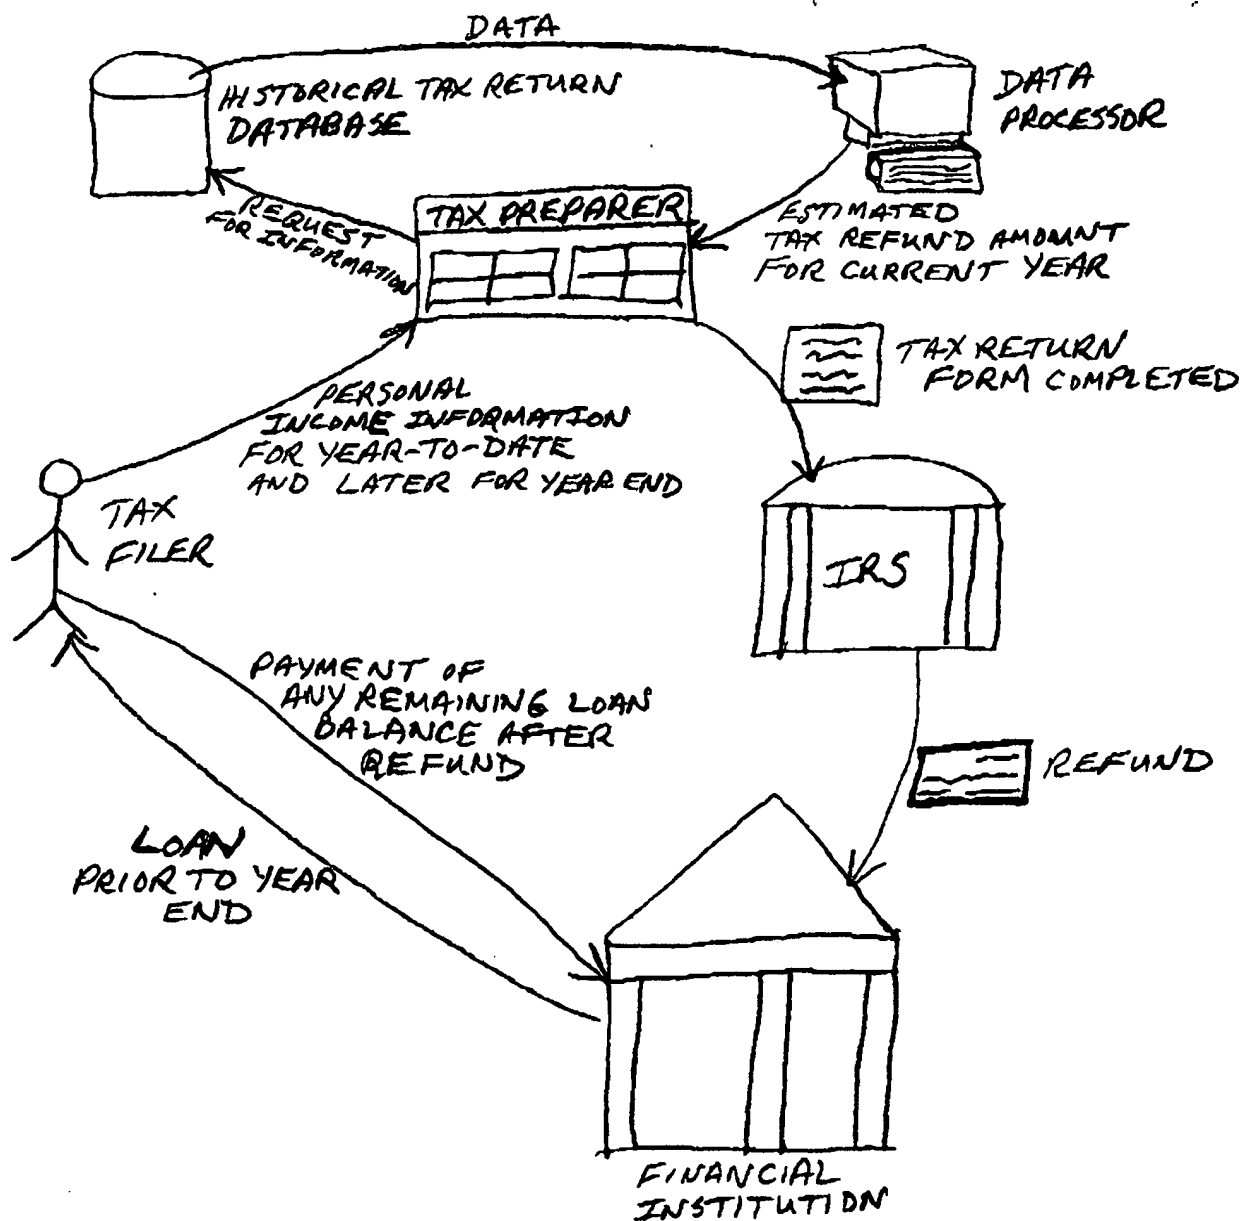 DATA
HISTORICAL TAX RETURN
DATABASE
DATA
PROCESSOR
REQUEST
FOR INFORMATION
TAX PREPARER
ESTIMATED
TAX REFUND AMOUNT
FOR CURRENT YEAR
TAX RETURN
FORM COMPLETED
PERSONAL
INCOME INFORMATION
FOR YEAR-TO-DATE
AND LATER FOR YEAR END
TAX
FILER
IRS
PAYMENT OF
ANY REMAINING LOAN
BALANCE AFTER
REFUND
REFUND
LOAN
PRIOR TO YEAR
END
FINANCIAL
INSTITUTION